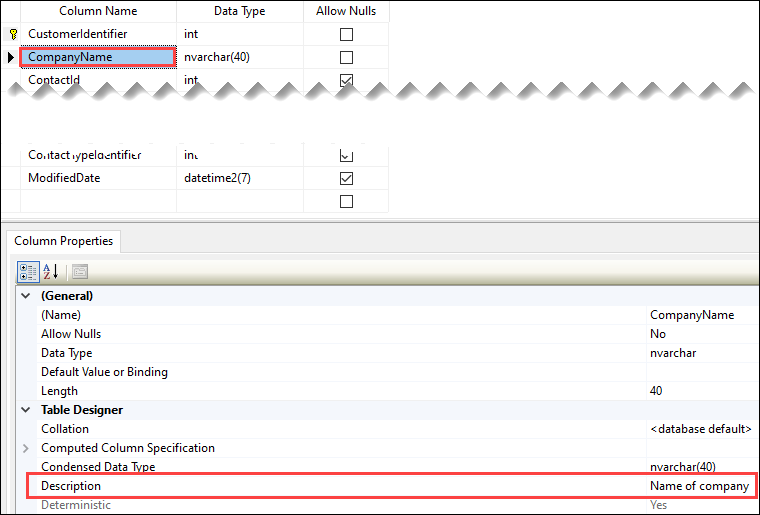 Column Name Data Type Allow Nulls
CustomerIdentifier int
CompanyName nvarchar(40)
ContactId int
ContactTypeIdentifier int
ModifiedDate datetime2(7)
Column Properties
(General)
(Name) CompanyName
Allow Nulls No
Data Type nvarchar
Default Value or Binding
Length 40
Table Designer
Collation <database default>
Computed Column Specification
Condensed Data Type nvarchar(40)
Description Name of company
Deterministic Yes